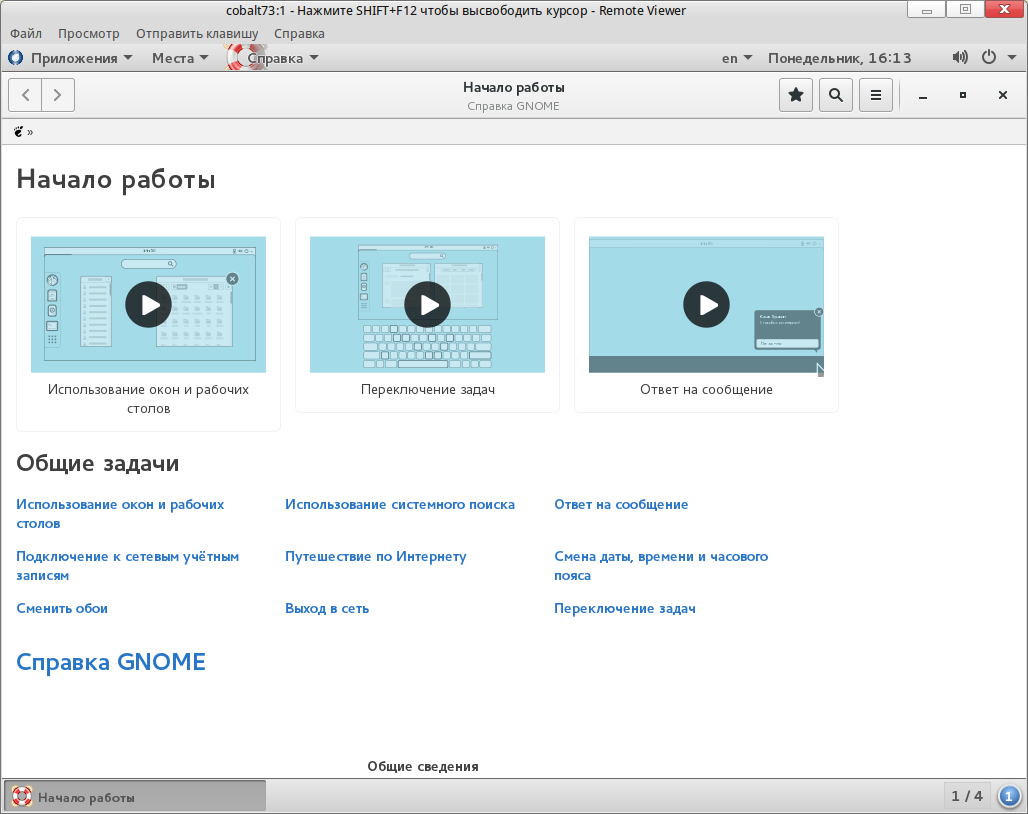 cobalt73:1 - Нажмите SHIFT+F12 чтобы высвободить курсор - Remote Viewer
Файл Просмотр Отправить клавишу Справка
Приложения Места Справка en Понедельник, 16:13
Начало работы
Справка GNOME
»
Начало работы
Использование окон и рабочих
столов
Переключение задач
Ответ на сообщение
Общие задачи
Использование окон и рабочих
столов
Использование системного поиска
Ответ на сообщение
Подключение к сетевым учётным
записям
Путешествие по Интернету
Смена даты, времени и часового
пояса
Сменить обои
Выход в сеть
Переключение задач
Справка GNOME
Общие сведения
Начало работы 1 / 4 1